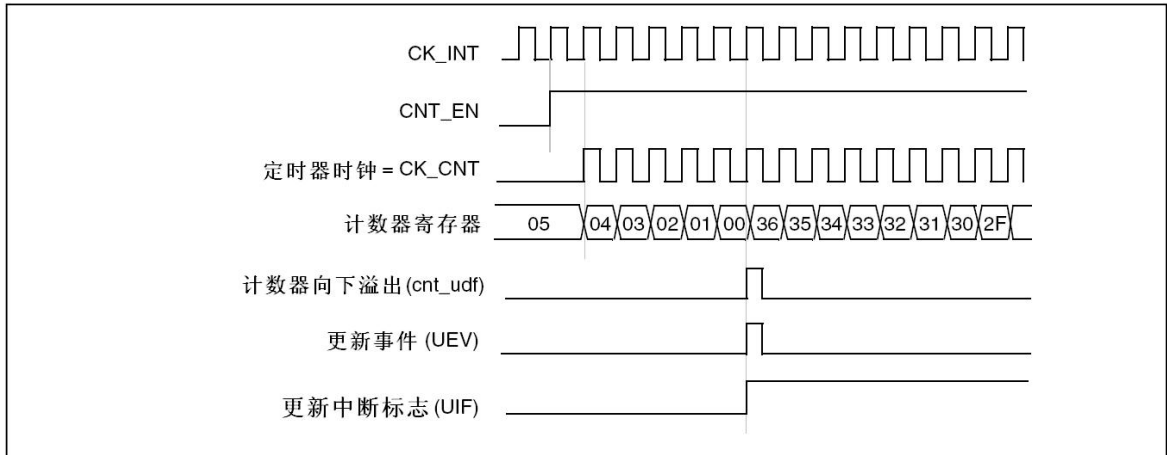 CK_INT
CNT_EN
定时器时钟 = CK_CNT
计数器寄存器 05 04 03 02 01 00 36 35 34 33 32 31 30 2F
计数器向下溢出(cnt_udf)
更新事件 (UEV)
更新中断标志 (UIF)